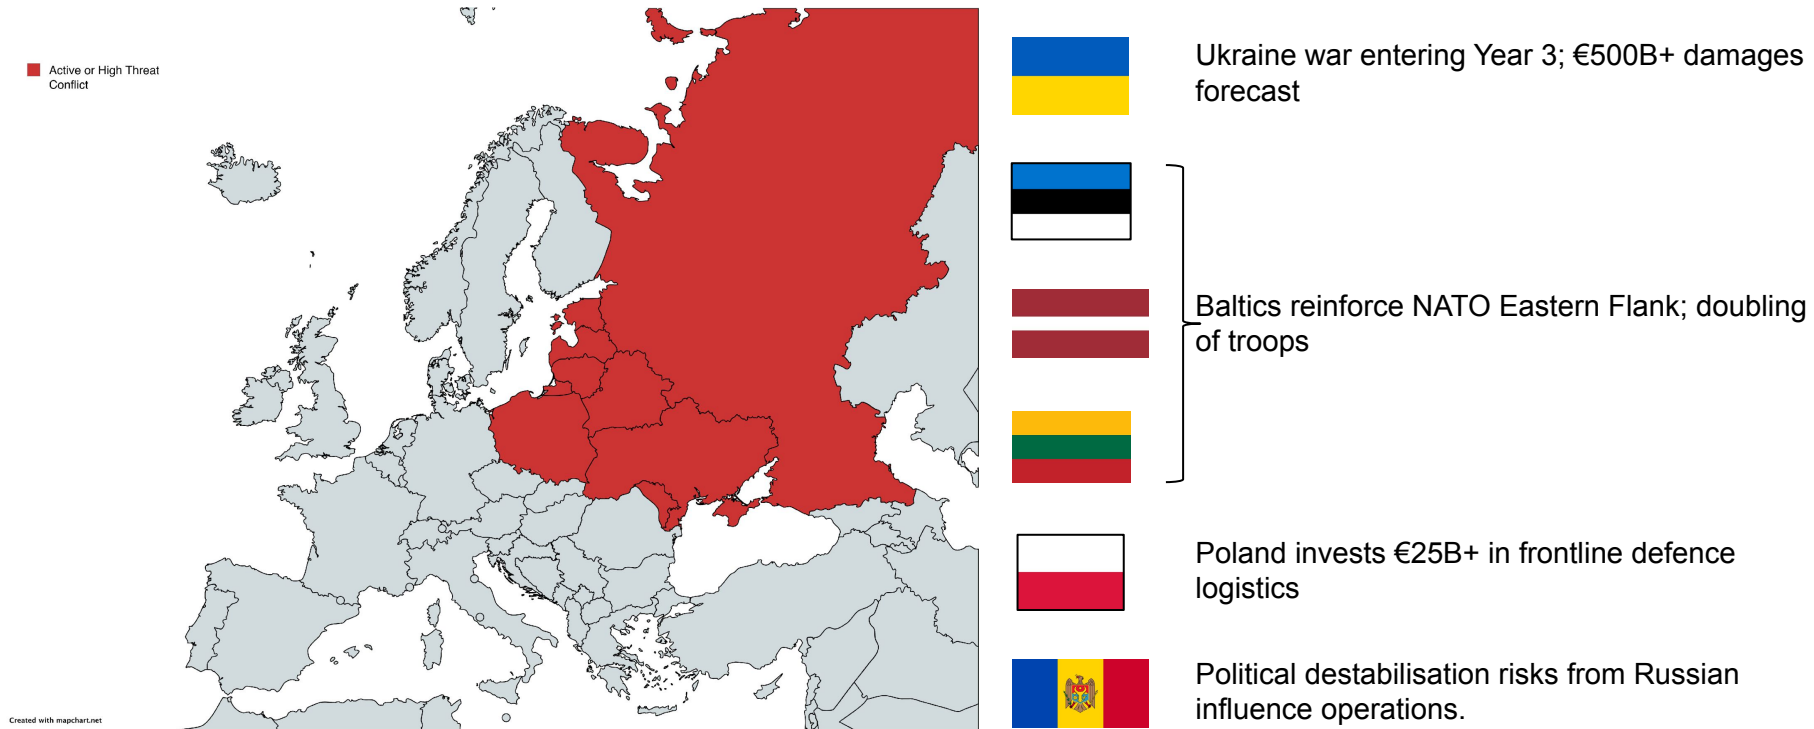 Active or High Threat
Conflict
Ukraine war entering Year 3; €500B+ damages
forecast
Baltics reinforce NATO Eastern Flank; doubling
of troops
Poland invests €25B+ in frontline defence
logistics
Political destabilisation risks from Russian
influence operations.
Created with mapchart.net